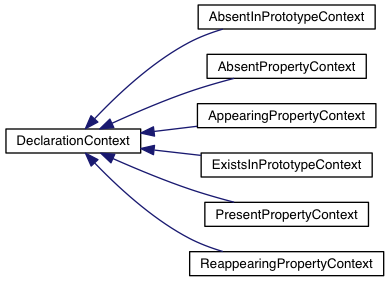 AbsentInPrototypeContext
AbsentPropertyContext
AppearingPropertyContext
DeclarationContext
ExistsInPrototypeContext
PresentPropertyContext
ReappearingPropertyContext